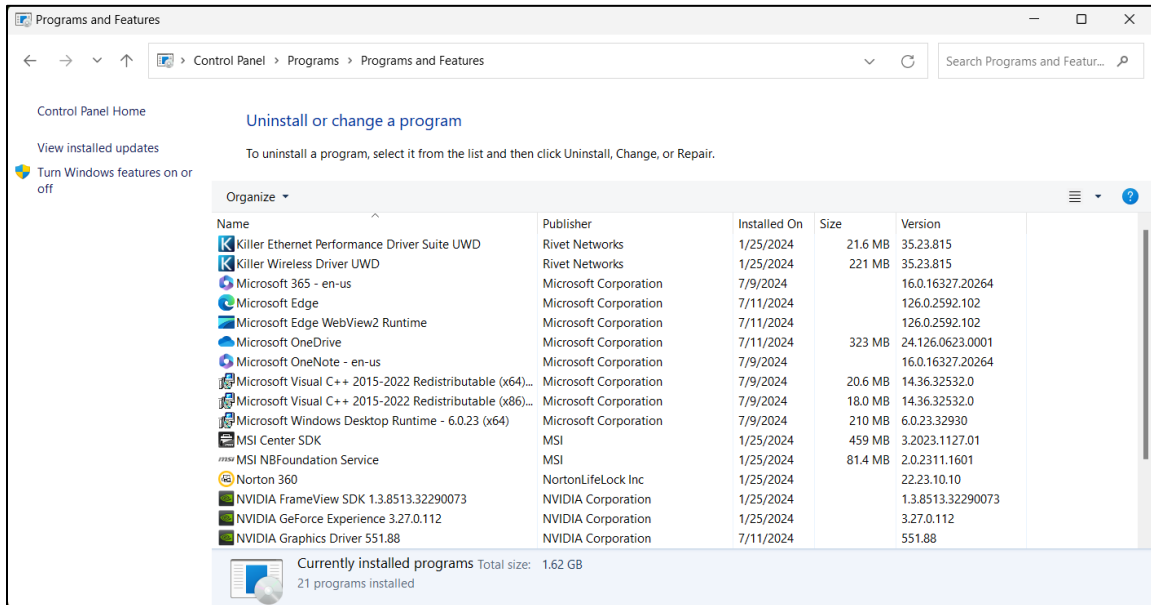 Programs and Features
Control Panel > Programs > Programs and Features
Search Programs and Featur...
Control Panel Home
View installed updates
Turn Windows features on or
off
Uninstall or change a program
To uninstall a program, select it from the list and then click Uninstall, Change, or Repair.
Organize
Name Publisher Installed On Size Version
Killer Ethernet Performance Driver Suite UWD Rivet Networks 1/25/2024 21.6 MB 35.23.815
Killer Wireless Driver UWD Rivet Networks 1/25/2024 221 MB 35.23.815
Microsoft 365 - en-us Microsoft Corporation 7/9/2024 16.0.16327.20264
Microsoft Edge Microsoft Corporation 7/11/2024 126.0.2592.102
Microsoft Edge WebView2 Runtime Microsoft Corporation 7/11/2024 126.0.2592.102
Microsoft OneDrive Microsoft Corporation 7/11/2024 323 MB 24.126.0623.0001
Microsoft OneNote - en-us Microsoft Corporation 7/9/2024 16.0.16327.20264
Microsoft Visual C++ 2015-2022 Redistributable (x64)... Microsoft Corporation 7/9/2024 20.6 MB 14.36.32532.0
Microsoft Visual C++ 2015-2022 Redistributable (x86)... Microsoft Corporation 7/9/2024 18.0 MB 14.36.32532.0
Microsoft Windows Desktop Runtime - 6.0.23 (x64) Microsoft Corporation 7/9/2024 210 MB 6.0.23.32930
MSI Center SDK MSI 1/25/2024 459 MB 3.2023.1127.01
msi MSI NBFoundation Service MSI 1/25/2024 81.4 MB 2.0.2311.1601
Norton 360 NortonLifeLock Inc 1/25/2024 22.23.10.10
NVIDIA FrameView SDK 1.3.8513.32290073 NVIDIA Corporation 1/25/2024 1.3.8513.32290073
NVIDIA GeForce Experience 3.27.0.112 NVIDIA Corporation 1/25/2024 3.27.0.112
NVIDIA Graphics Driver 551.88 NVIDIA Corporation 7/11/2024 551.88
Currently installed programs Total size: 1.62 GB
21 programs installed